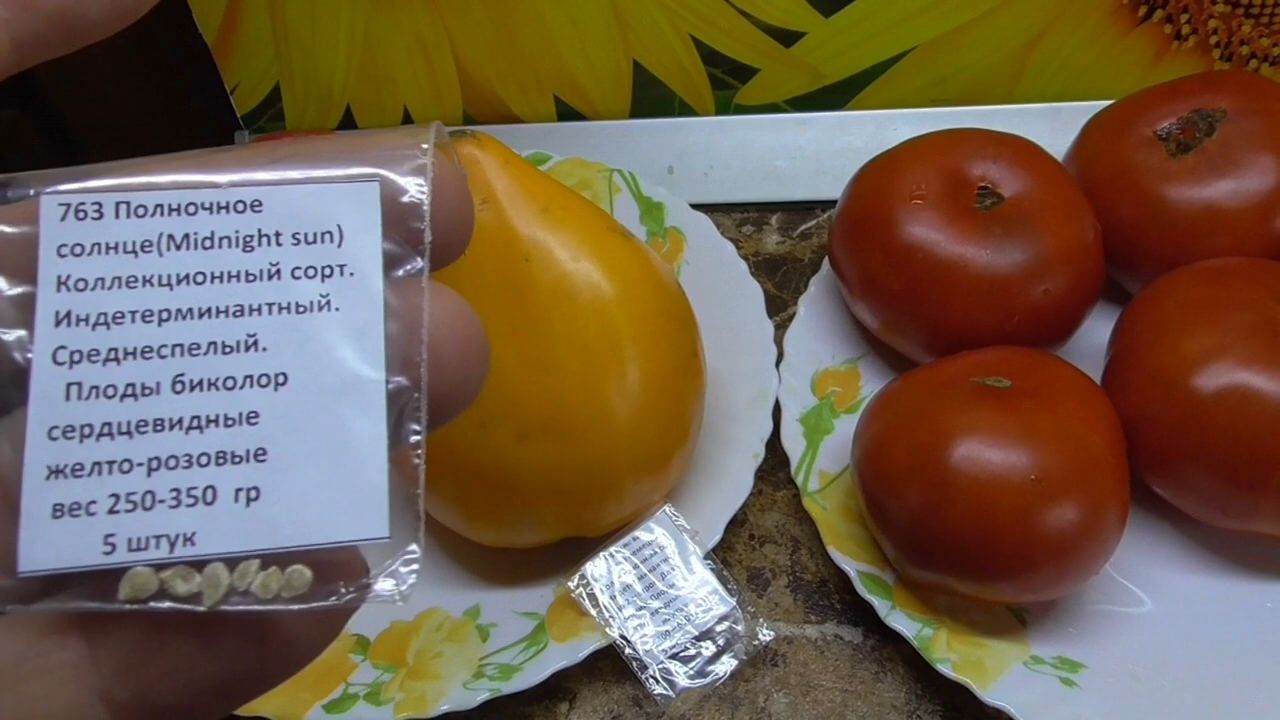 763 Полночное
солнце(Midnight sun)
Коллекционный сорт.
Индетерминантный.
Среднеспелый.
Плоды биколор
сердцевидные
желто-розовые
вес 250-350 гр
5 штук